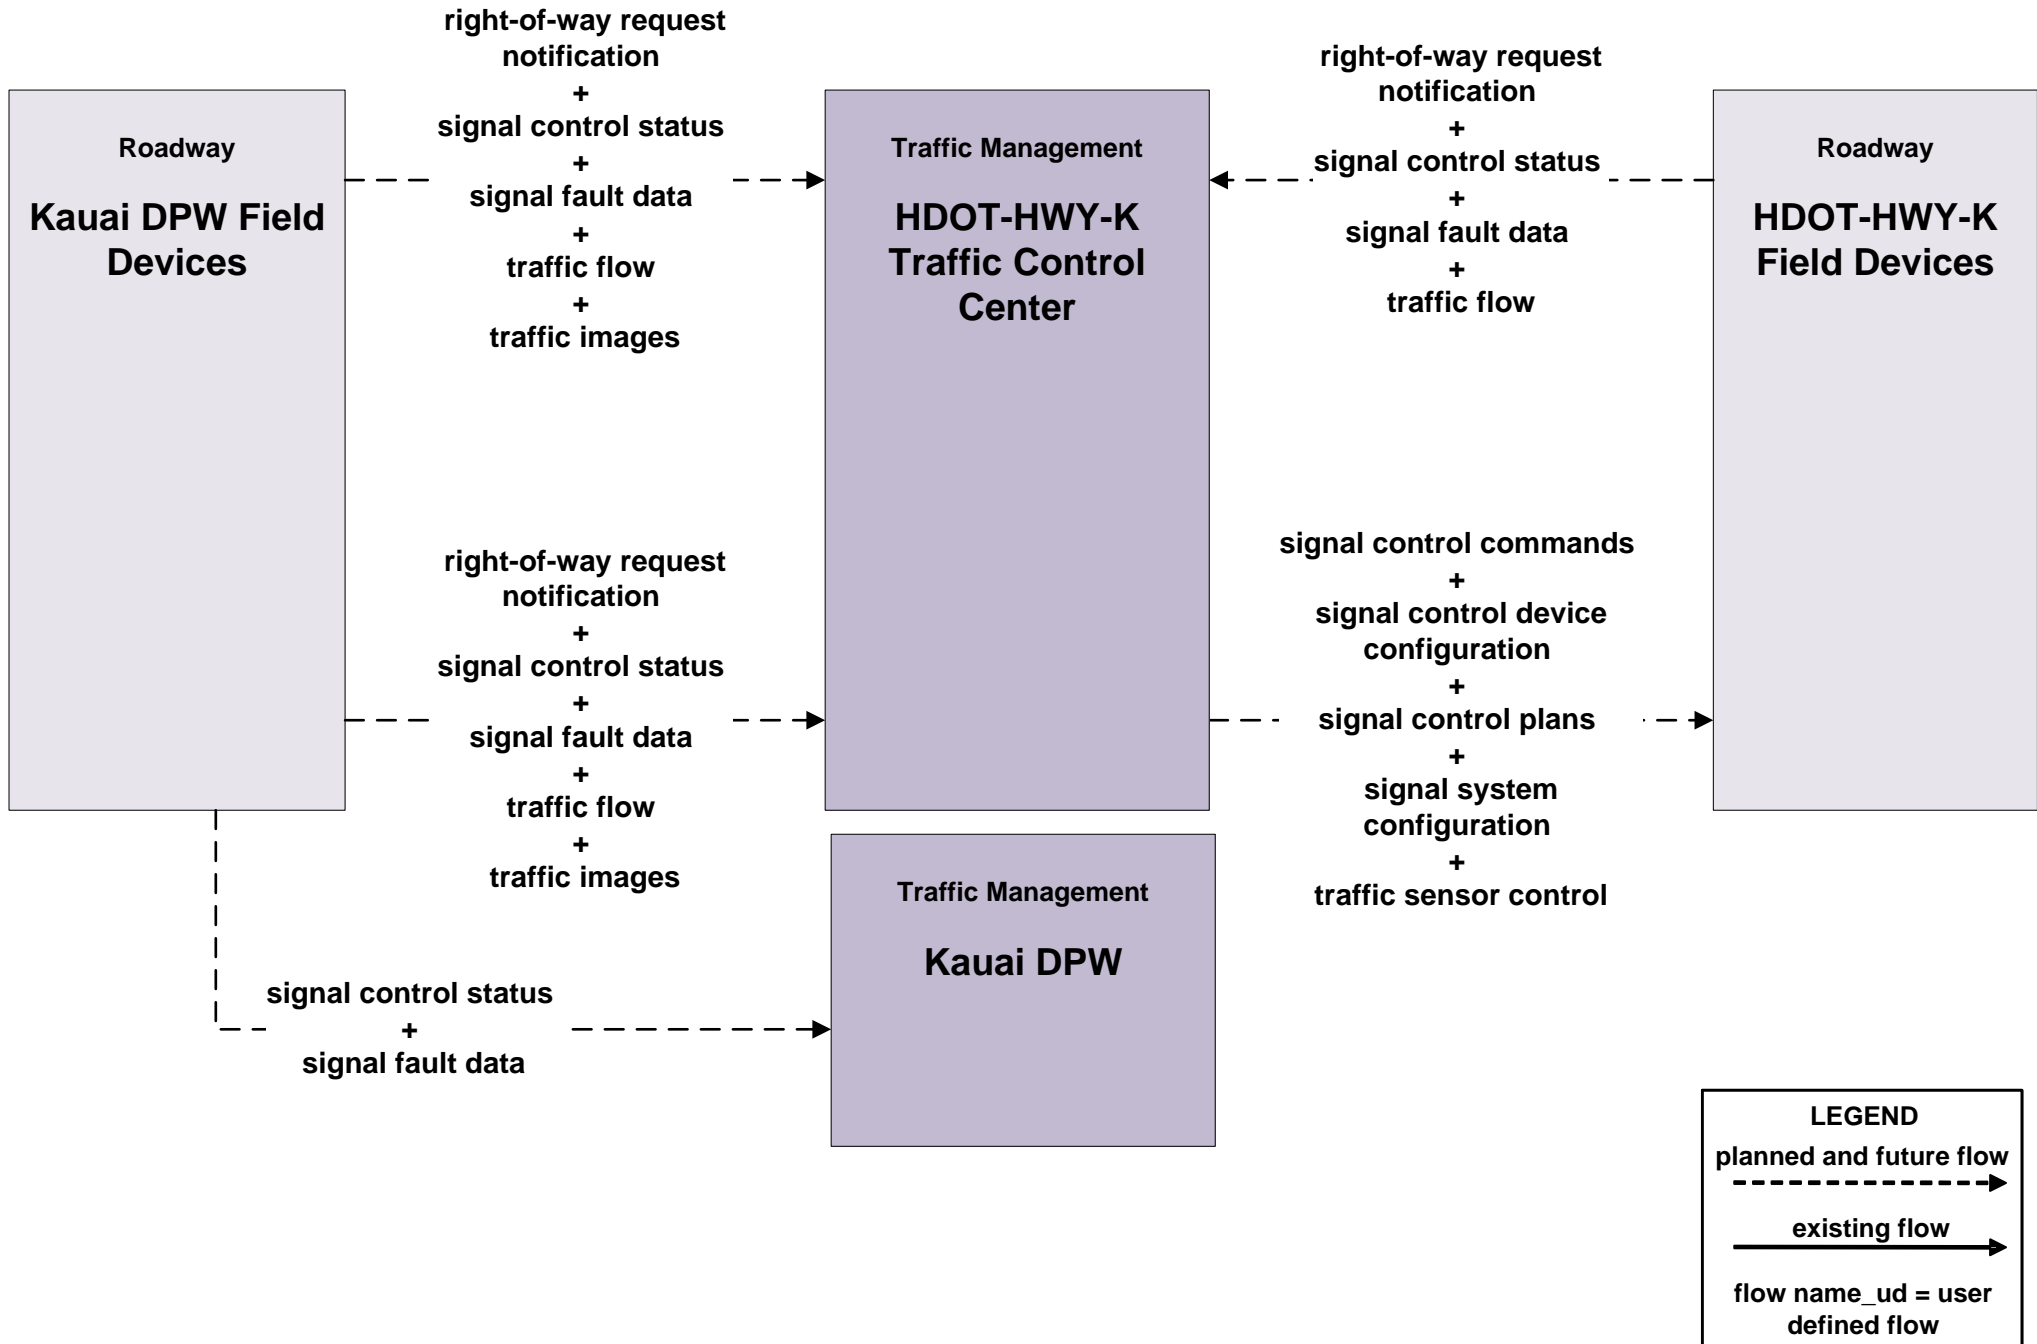 right-of-way request
notification
+
signal control status
+
signal fault data
+
traffic flow
+
traffic images
right-of-way request
notification
+
signal control status
+
signal fault data
+
traffic flow
Roadway
Kauai DPW Field
Devices
Traffic Management
HDOT-HWY-K
Traffic Control
Center
Roadway
HDOT-HWY-K
Field Devices
right-of-way request
notification
+
signal control status
+
signal fault data
+
traffic flow
+
traffic images
signal control commands
+
signal control device
configuration
+
signal control plans
+
signal system
configuration
+
traffic sensor control
Traffic Management
Kauai DPW
signal control status
+
signal fault data
LEGEND
planned and future flow
existing flow
flow name_ud = user
defined flow